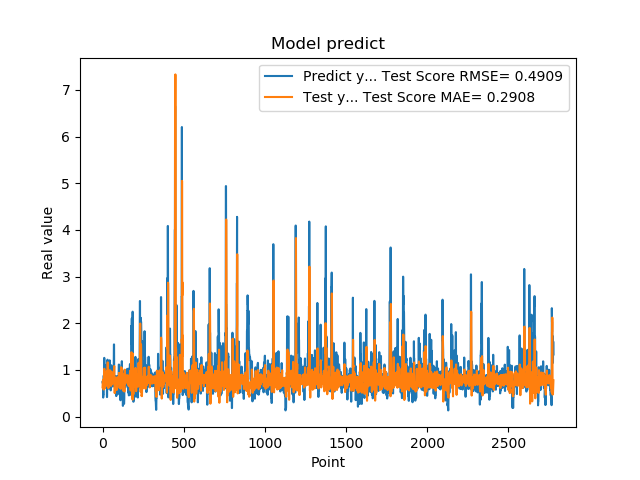 Model predict
Predict y... Test Score RMSE= 0.4909
Test y... Test Score MAE= 0.2908
7
6
5
4
3
2
1
0
Real value
0
500
1000
1500
2000
2500
Point